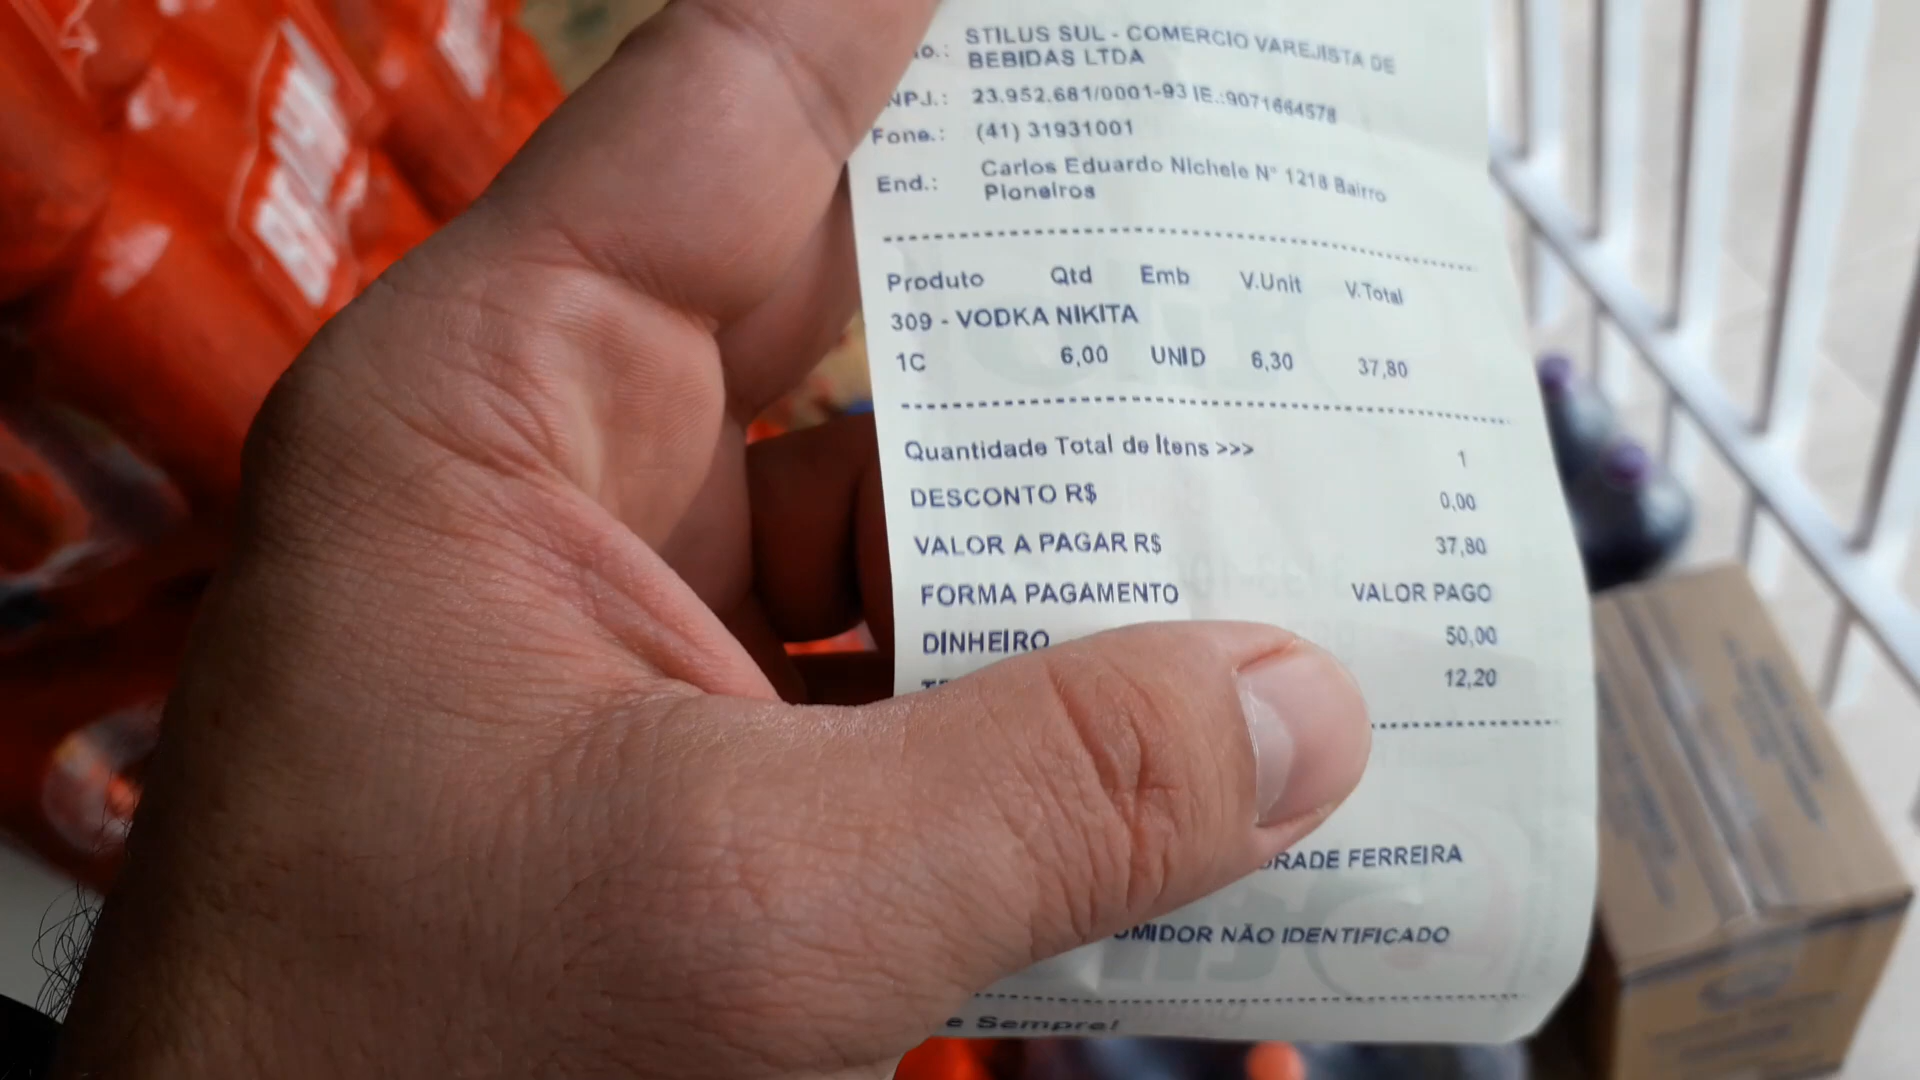 STILUS SUL - COMERCIO VAREJISTA DE
BEBIDAS LTDA
23.952.681/0001-93 IE.:9071664578
Fone.: (41) 31931001
End.: Carlos Eduardo Nichele N° 1218 Bairro
Pioneiros
Produto Qtd Emb V.Unit V.Total
309 - VODKA NIKITA
1C 6,00 UNID 6,30 37,80
Quantidade Total de Itens >>> 1
DESCONTO R$ 0,00
VALOR A PAGAR R$ 37,80
FORMA PAGAMENTO VALOR PAGO
DINHEIRO 50,00
12,20
FERREIRA
NÃO IDENTIFICADO
e Sempre!